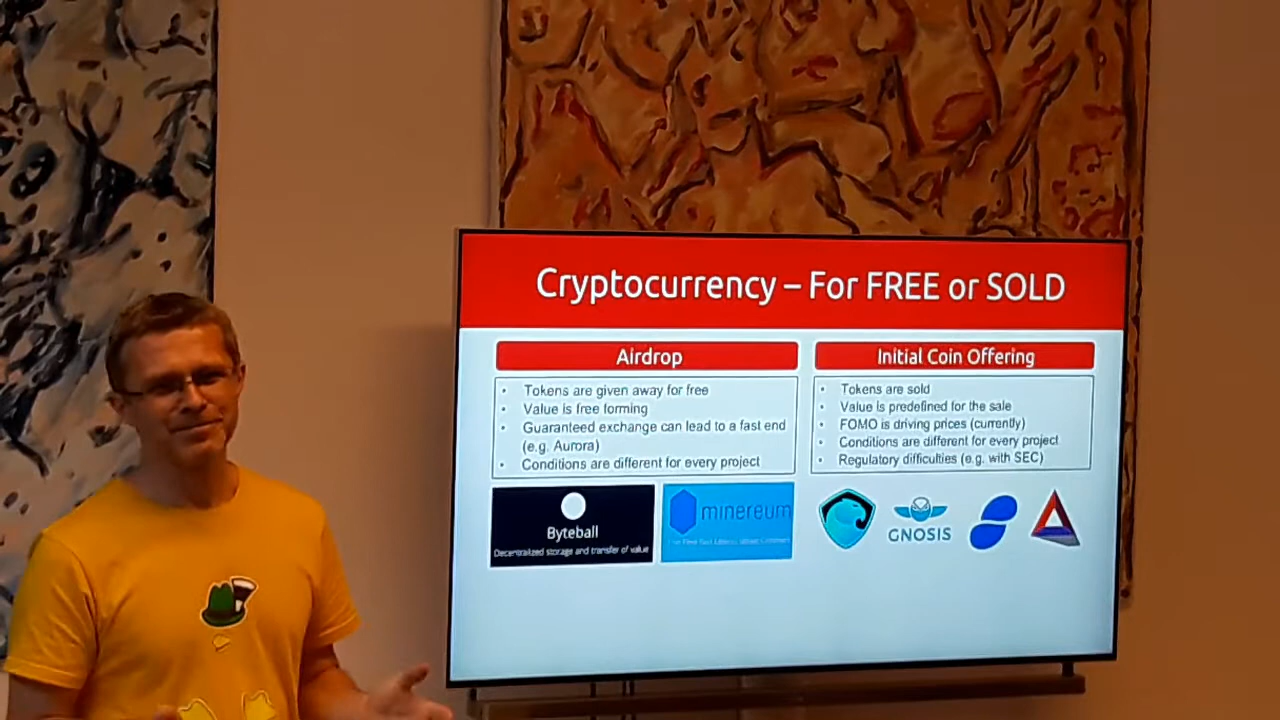 Cryptocurrency – For FREE or SOLD
Airdrop
• Tokens are given away for free
• Value is free forming
• Guaranteed exchange can lead to a fast end
(e.g. Aurora)
• Conditions are different for every project
Byteball
Decentralized storage and transfer of value
minereum
Initial Coin Offering
• Tokens are sold
• Value is predefined for the sale
• FOMO is driving prices (currently)
• Conditions are different for every project
• Regulatory difficulties (e.g. with SEC)
GNOSIS